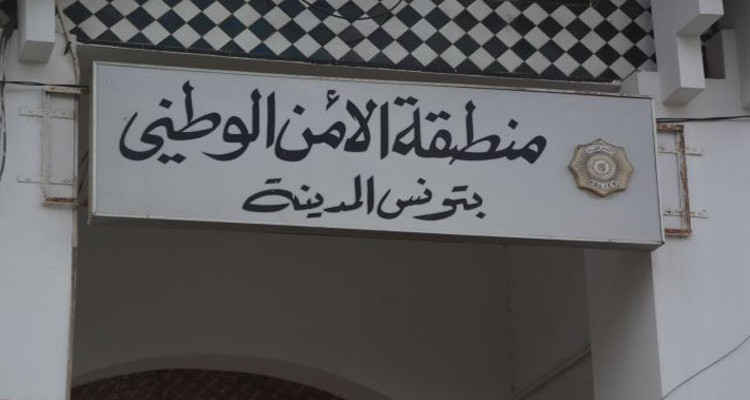 منطقة الأمن الوطني
بتونس المدينة